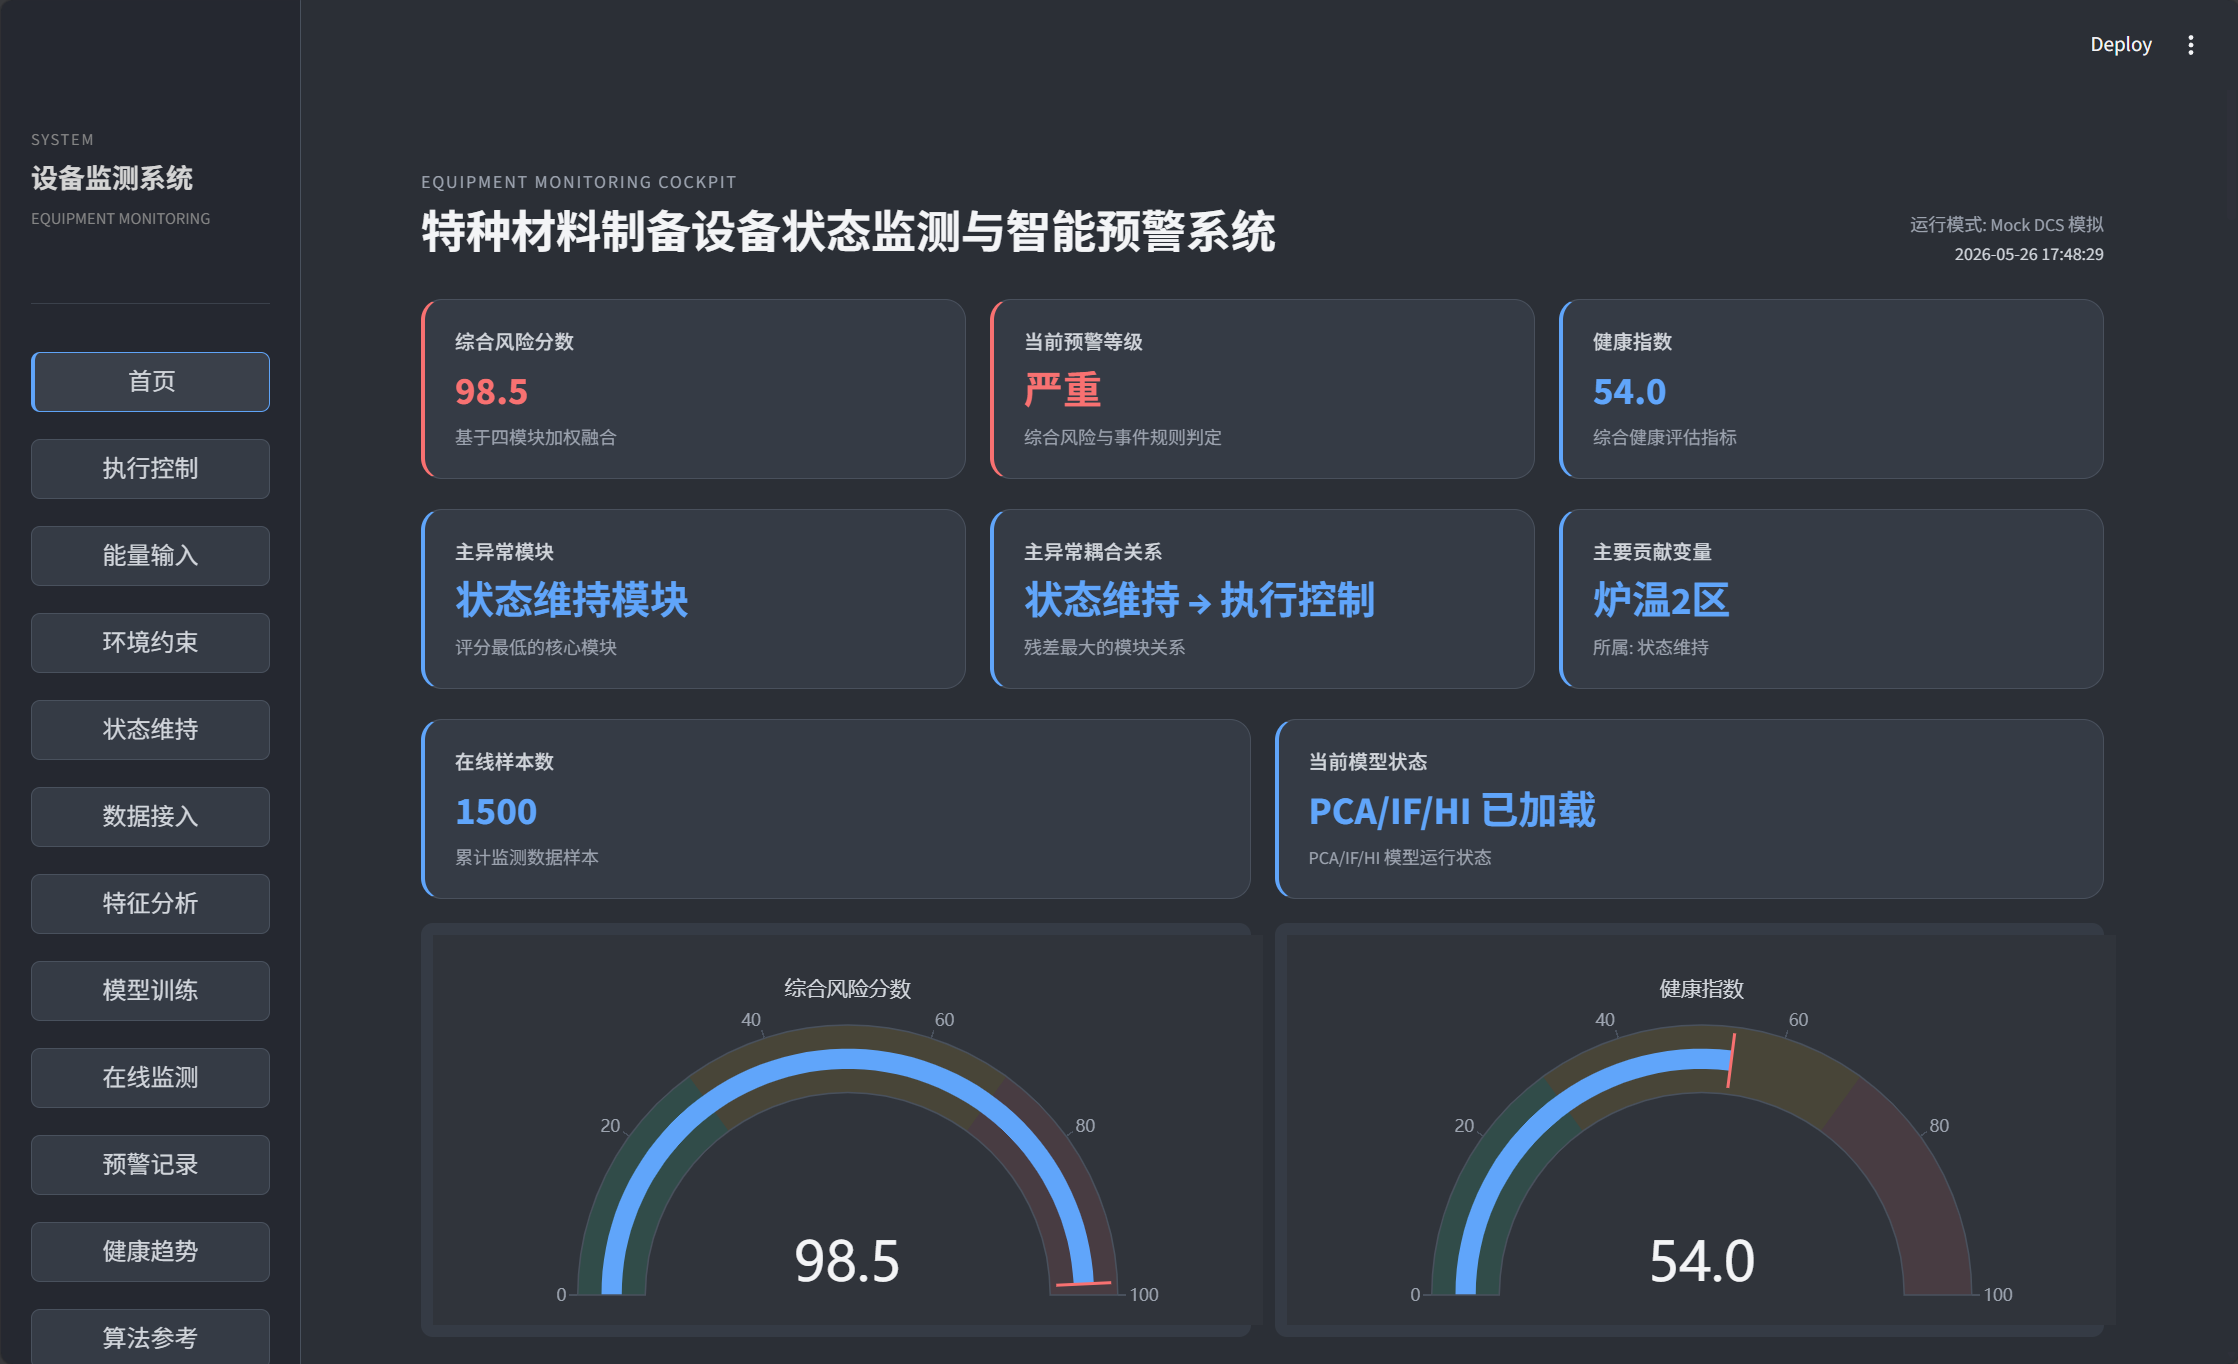 Deploy
SYSTEM
设备监测系统
EQUIPMENT MONITORING
首页
执行控制
能量输入
环境约束
状态维持
数据接入
特征分析
模型训练
在线监测
预警记录
健康趋势
算法参考
EQUIPMENT MONITORING COCKPIT
特种材料制备设备状态监测与智能预警系统
运行模式: Mock DCS 模拟
2026-05-26 17:48:29
综合风险分数
98.5
基于四模块加权融合
当前预警等级
严重
综合风险与事件规则判定
健康指数
54.0
综合健康评估指标
主异常模块
状态维持模块
评分最低的核心模块
主异常耦合关系
状态维持 → 执行控制
残差最大的模块关系
主要贡献变量
炉温2区
所属: 状态维持
在线样本数
1500
累计监测数据样本
当前模型状态
PCA/IF/HI 已加载
PCA/IF/HI 模型运行状态
综合风险分数
0
20
40
60
80
100
98.5
健康指数
0
20
40
60
80
100
54.0